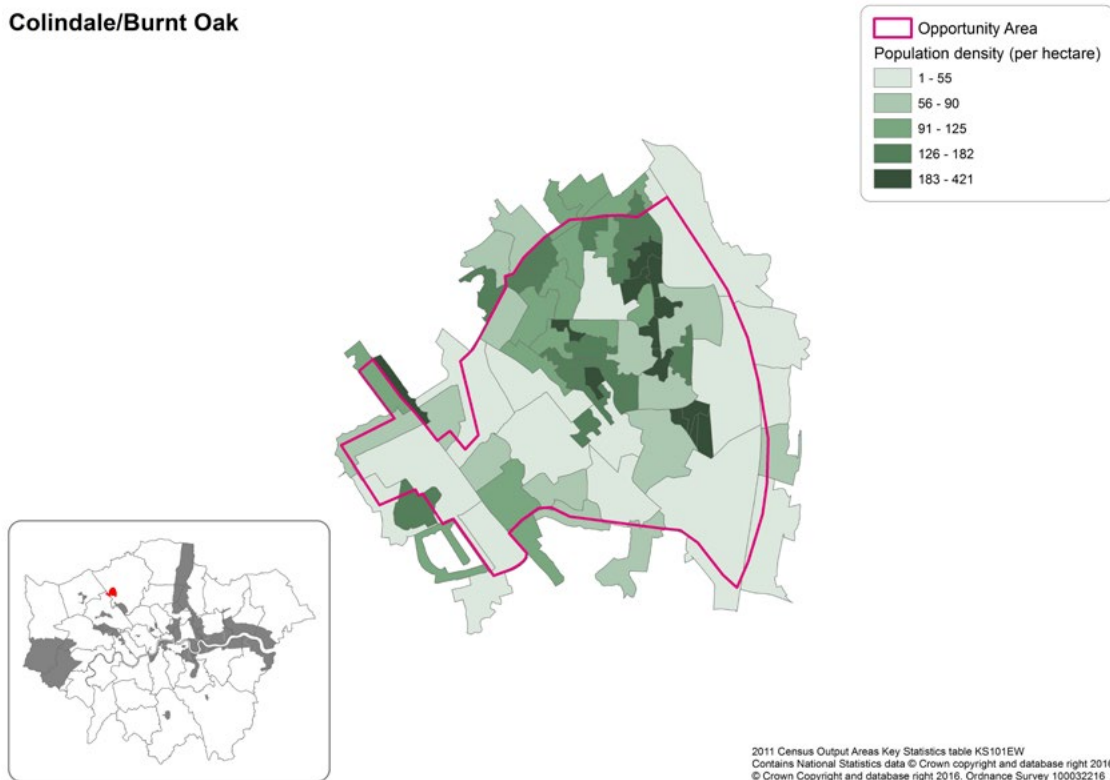 Colindale/Burnt Oak
Opportunity Area
Population density (per hectare)
1 - 55
56 - 90
91 - 125
126 - 182
183 - 421
2011 Census Output Areas Key Statistics table KS101EW
Contains National Statistics data © Crown copyright and database right 2016
© Crown Copyright and database right 2016. Ordnance Survey 100032216